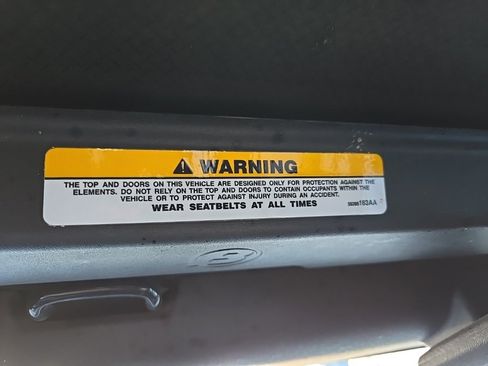 WARNING
THE TOP AND DOORS ON THIS VEHICLE ARE DESIGNED ONLY FOR PROTECTION AGAINST THE
ELEMENTS. DO NOT RELY ON THE TOP AND DOORS TO CONTAIN OCCUPANTS WITHIN THE
VEHICLE OR TO PROTECT AGAINST INJURY DURING AN ACCIDENT.
WEAR SEATBELTS AT ALL TIMES
183AA